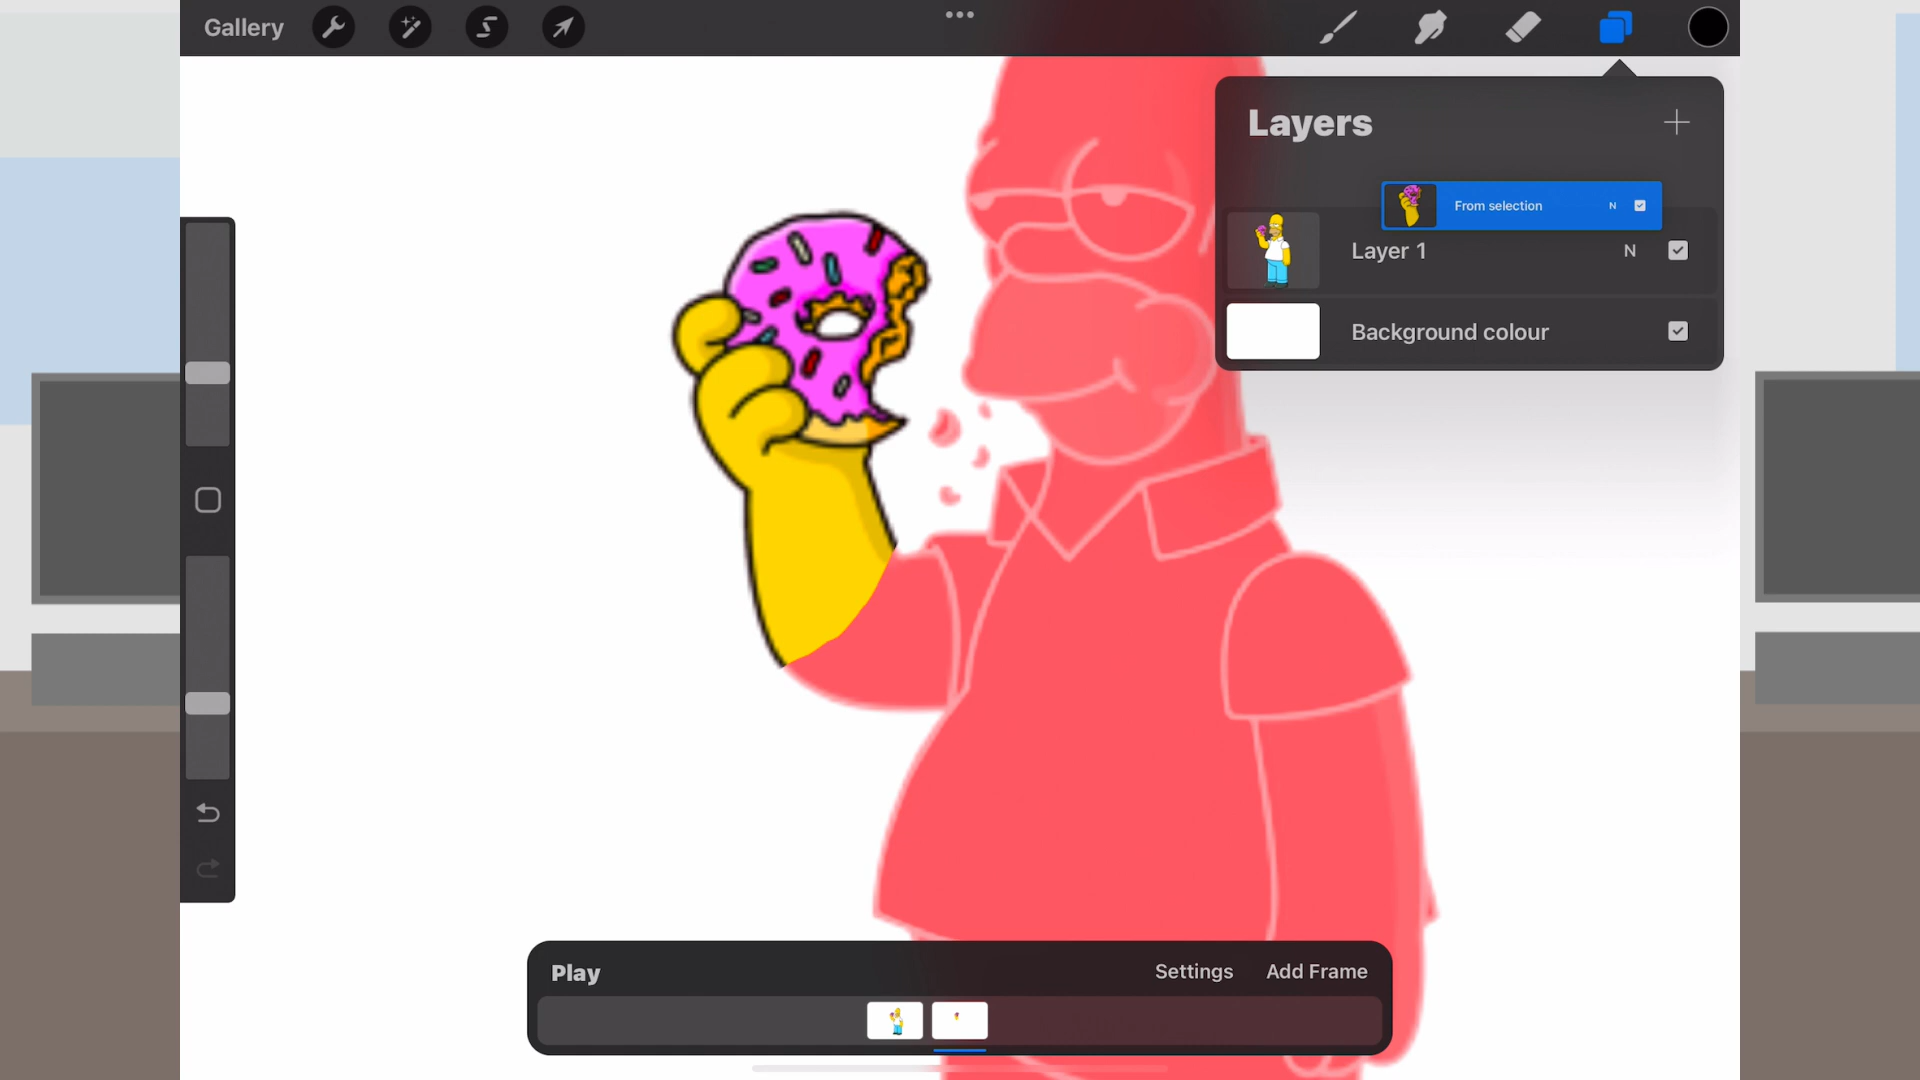 Gallery
Layers
From selection N
Layer 1 N
Background colour
Play Settings Add Frame